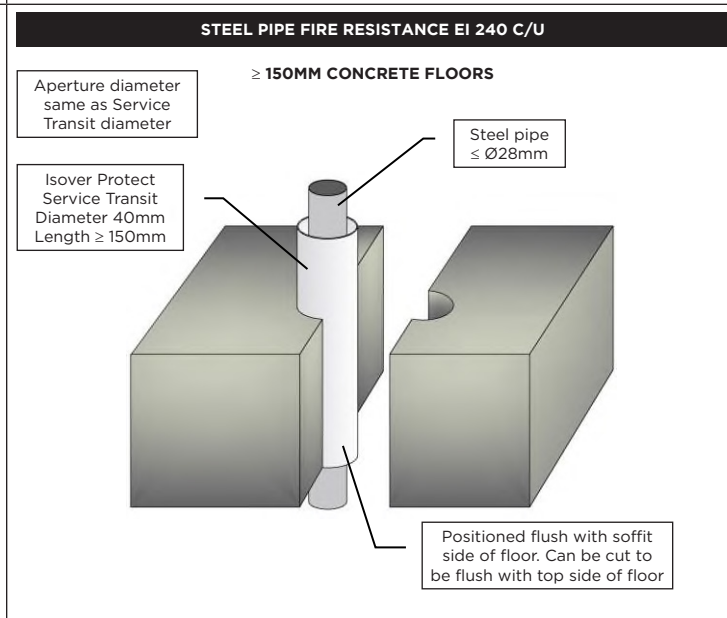 STEEL PIPE FIRE RESISTANCE EI 240 C/U
≥ 150MM CONCRETE FLOORS
Aperture diameter
same as Service
Transit diameter
Steel pipe
≤ Ø28mm
Isover Protect
Service Transit
Diameter 40mm
Length ≥ 150mm
Positioned flush with soffit
side of floor. Can be cut to
be flush with top side of floor